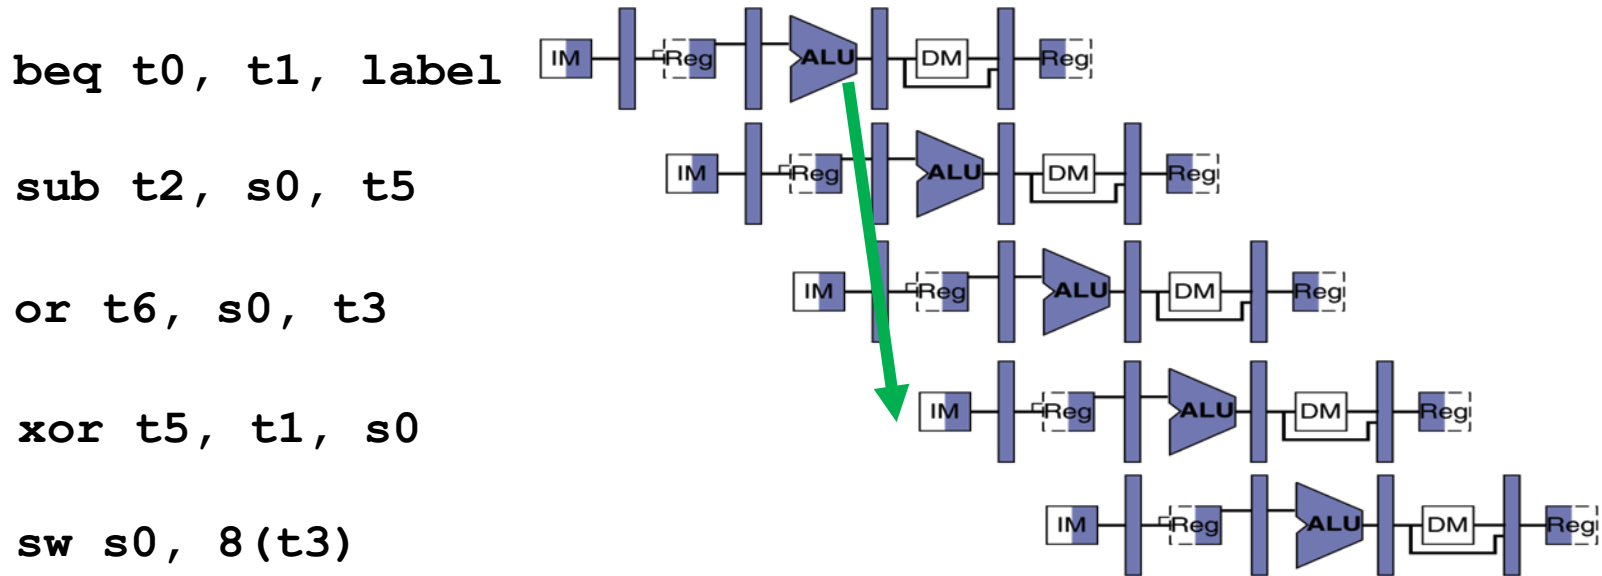 beq t0, t1, label IM Reg ALU DM Reg
sub t2, s0, t5 IM Reg ALU DM Reg
or t6, s0, t3 IM Reg ALU DM Reg
xor t5, t1, s0 IM Reg ALU DM Reg
sw s0, 8(t3) IM Reg ALU DM Reg